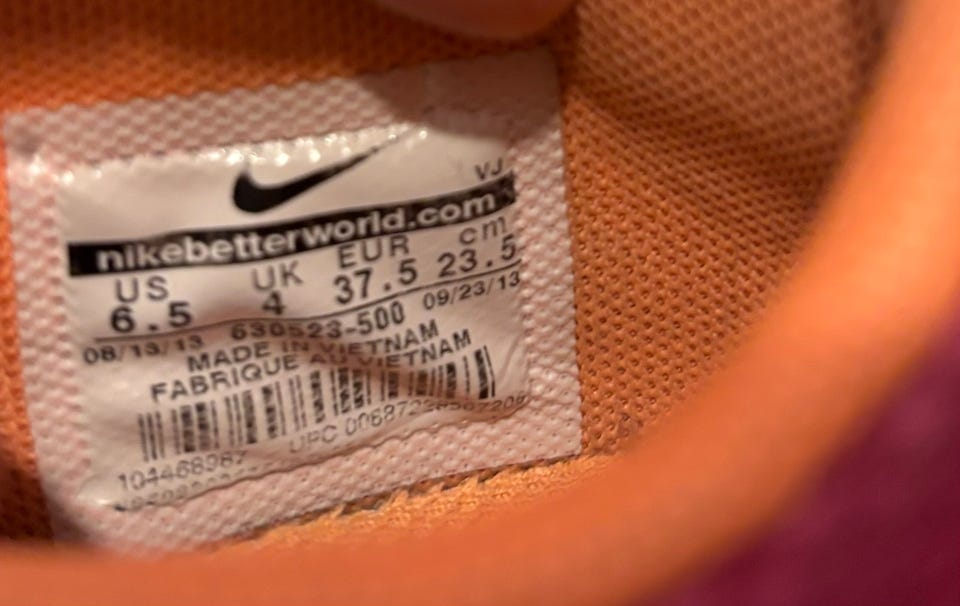 VJ
nikebetterworld.com
US UK EUR cm
6.5 4 37.5 23.5
08/13/13 630523-500 09/23/13
MADE IN VIETNAM
FABRIQUE AU VIETNAM
UPC